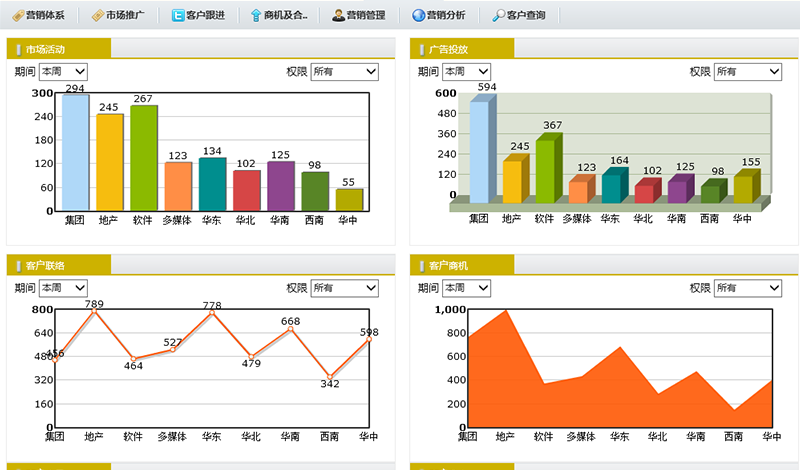 营销体系 市场推广 客户跟进 商机及合.. 营销管理 营销分析 客户查询
市场活动
期间 本周 权限 所有
300
240
180
120
60
0
294 245 267 123 134 102 125 98 55
集团 地产 软件 多媒体 华东 华北 华南 西南 华中
广告投放
期间 本周 权限 所有
600
480
360
240
120
0
594 245 367 123 164 102 125 98 155
集团 地产 软件 多媒体 华东 华北 华南 西南 华中
客户联络
期间 本周 权限 所有
800
640
480
320
160
0
456 789 464 527 778 479 668 342 598
集团 地产 软件 多媒体 华东 华北 华南 西南 华中
客户商机
期间 本周 权限 所有
1,000
800
600
400
200
0
集团 地产 软件 多媒体 华东 华北 华南 西南 华中